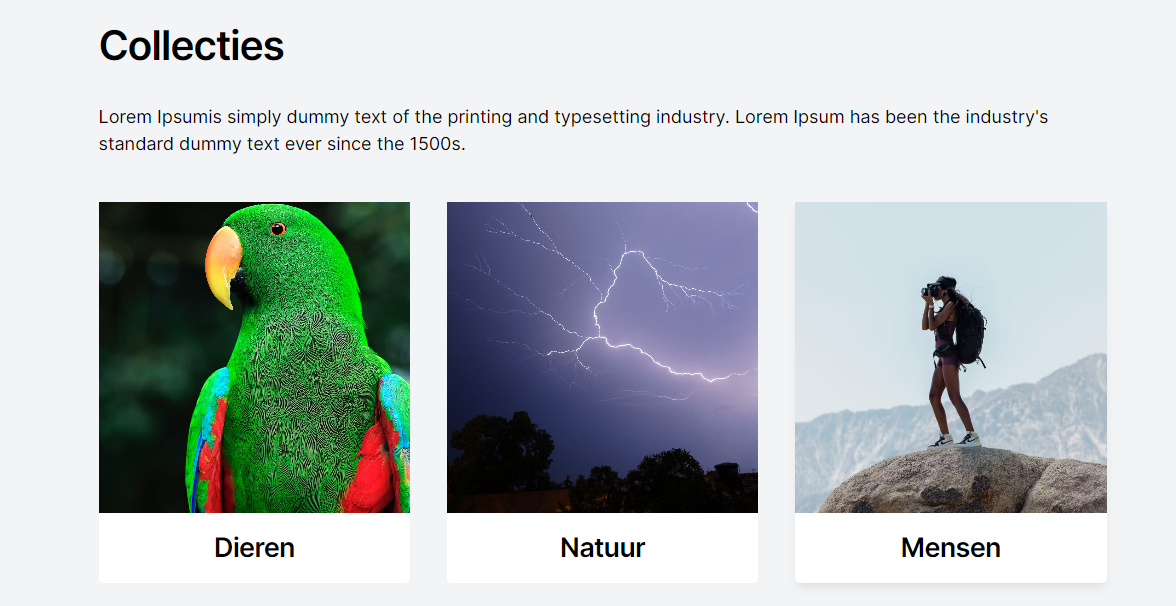 Collecties
Lorem Ipsumis simply dummy text of the printing and typesetting industry. Lorem Ipsum has been the industry's
standard dummy text ever since the 1500s.
Dieren
Natuur
Mensen